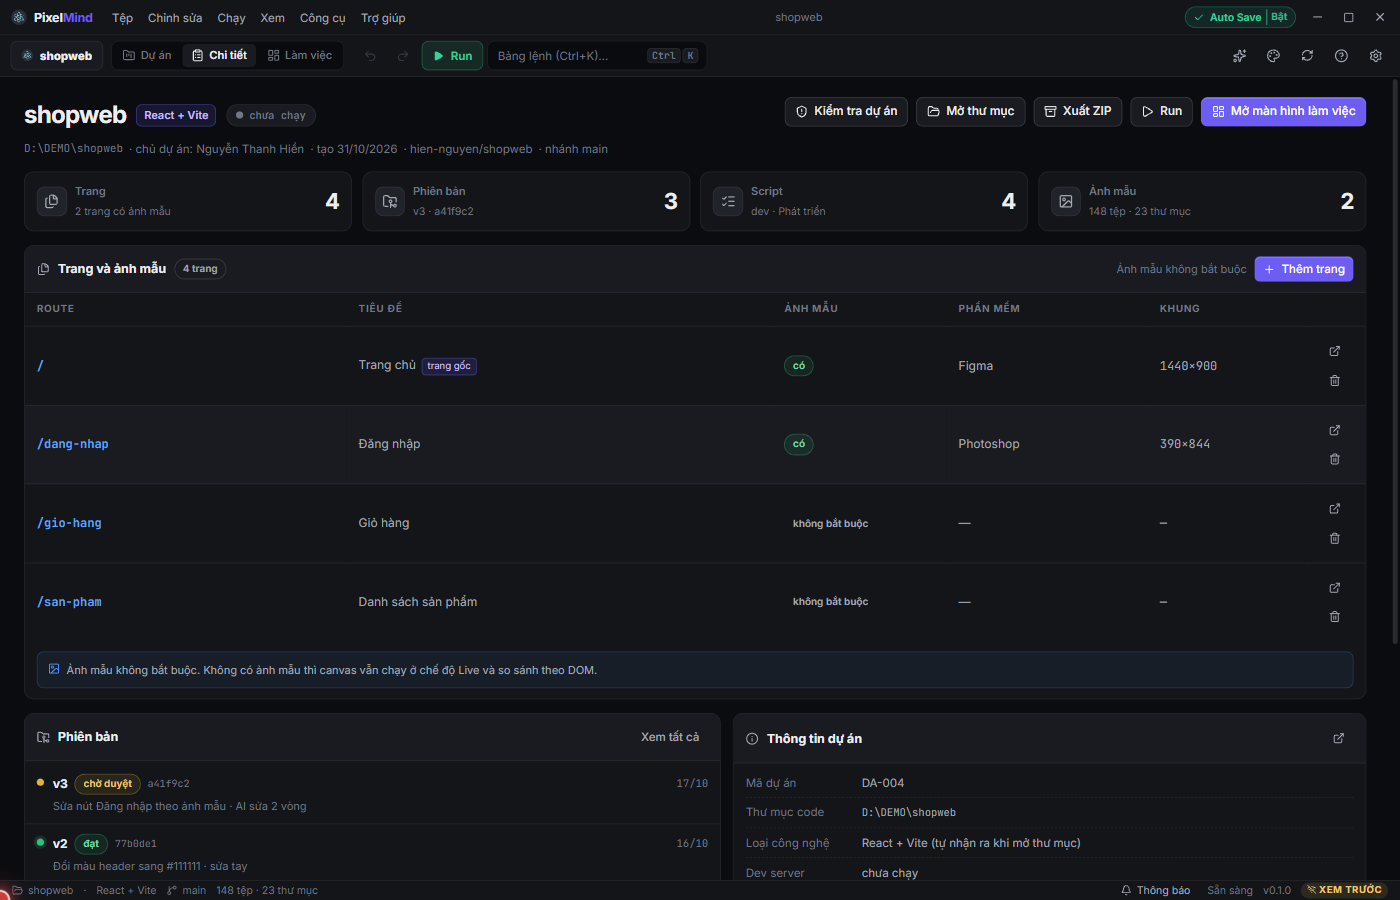 PixelMind Tệp Chỉnh sửa Chạy Xem Công cụ Trợ giúp shopweb Auto Save Bật
shopweb Dự án Chi tiết Làm việc Run Bảng lệnh (Ctrl+K)... Ctrl K
shopweb React + Vite chưa chạy Kiểm tra dự án Mở thư mục Xuất ZIP Run Mở màn hình làm việc
D:\DEMO\shopweb · chủ dự án: Nguyễn Thanh Hiền · tạo 31/10/2026 · hien-nguyen/shopweb · nhánh main
Trang
2 trang có ảnh mẫu
4
Phiên bản
v3 · a41f9c2
3
Script
dev · Phát triển
4
Ảnh mẫu
148 tệp · 23 thư mục
2
Trang và ảnh mẫu 4 trang Ảnh mẫu không bắt buộc + Thêm trang
ROUTE TIÊU ĐỀ ẢNH MẪU PHẦN MỀM KHUNG
/ Trang chủ trang gốc có Figma 1440×900
/dang-nhap Đăng nhập có Photoshop 390×844
/gio-hang Giỏ hàng không bắt buộc — —
/san-pham Danh sách sản phẩm không bắt buộc — —
Ảnh mẫu không bắt buộc. Không có ảnh mẫu thì canvas vẫn chạy ở chế độ Live và so sánh theo DOM.
Phiên bản Xem tất cả
v3 chờ duyệt a41f9c2 17/10
Sửa nút Đăng nhập theo ảnh mẫu · AI sửa 2 vòng
v2 đạt 77b0de1 16/10
Đổi màu header sang #111111 · sửa tay
Thông tin dự án
Mã dự án DA-004
Thư mục code D:\DEMO\shopweb
Loại công nghệ React + Vite (tự nhận ra khi mở thư mục)
Dev server chưa chạy
shopweb · React + Vite main 148 tệp · 23 thư mục Thông báo Sẵn sàng v0.1.0 XEM TRƯỚC